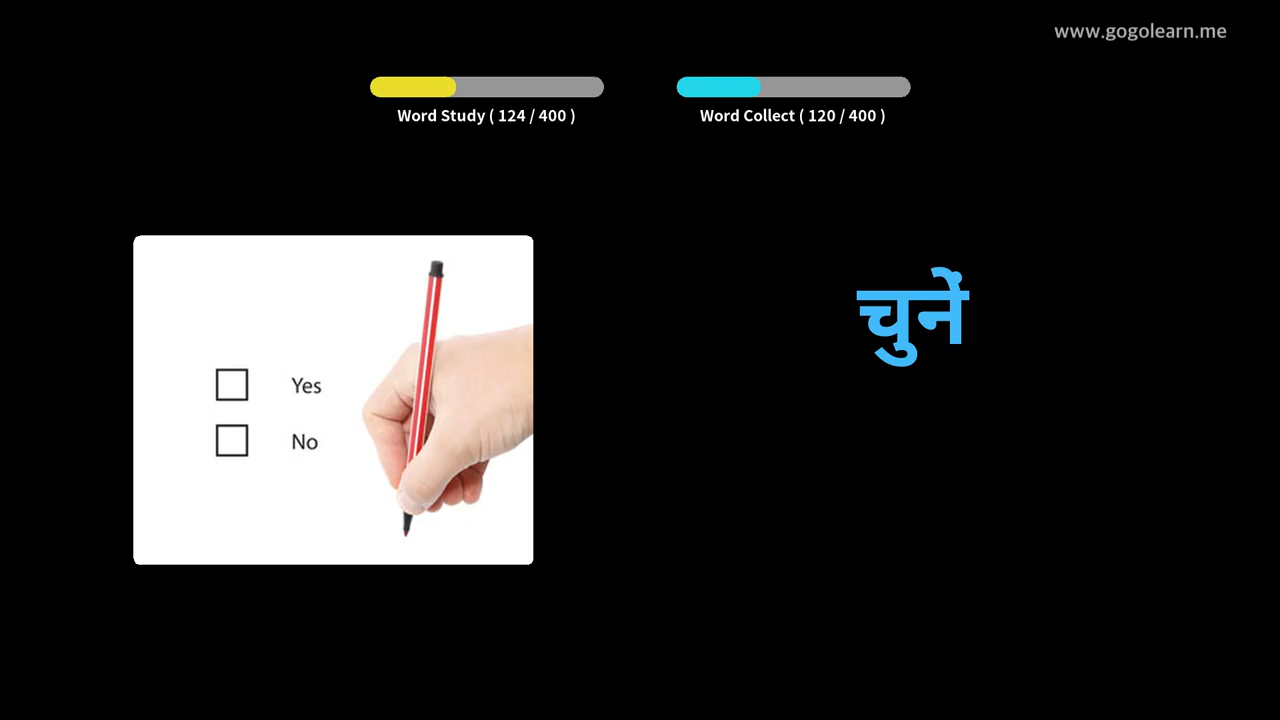 www.gogolearn.me
Word Study ( 124 / 400 )
Word Collect ( 120 / 400 )
चुनें
Yes
No